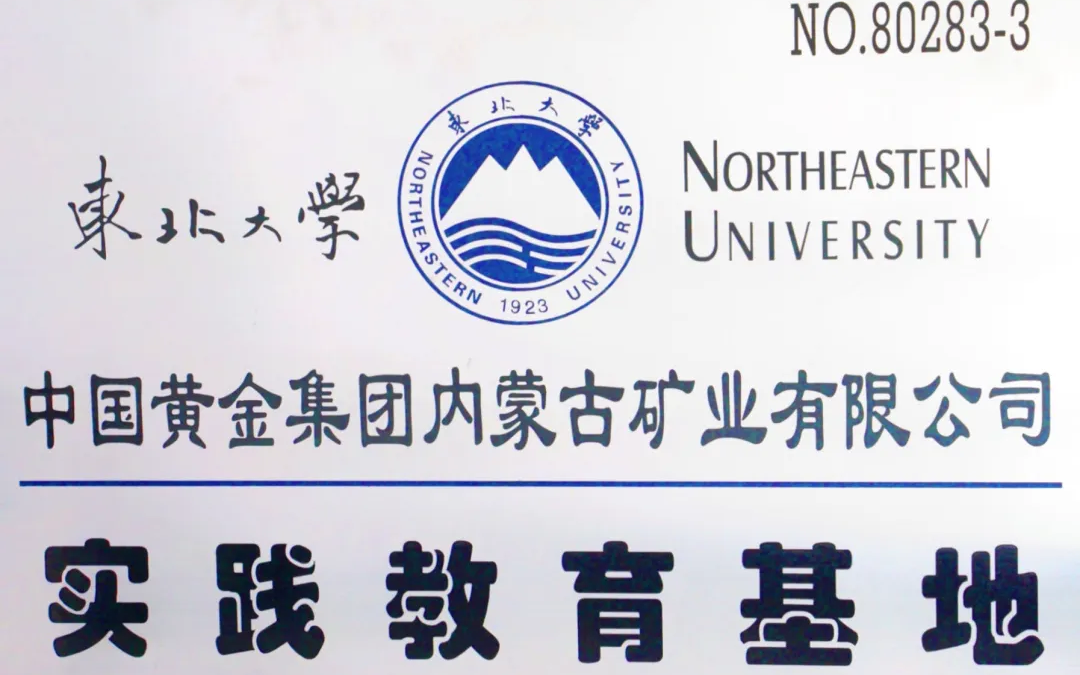 NO.80283-3
東北大學
東北大學
NORTHEASTERN UNIVERSITY
1923
NORTHEASTERN
UNIVERSITY
中国黄金集团内蒙古矿业有限公司
实践教育基地